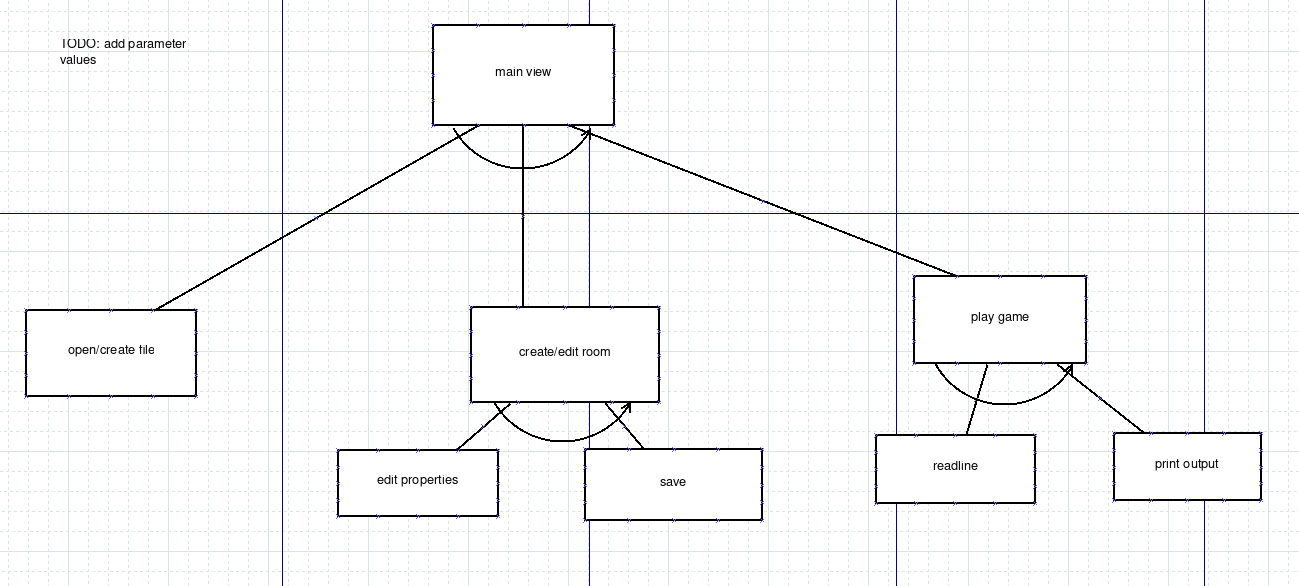 TODO: add parameter
values
main view
open/create file
create/edit room
play game
edit properties
save
readline
print output